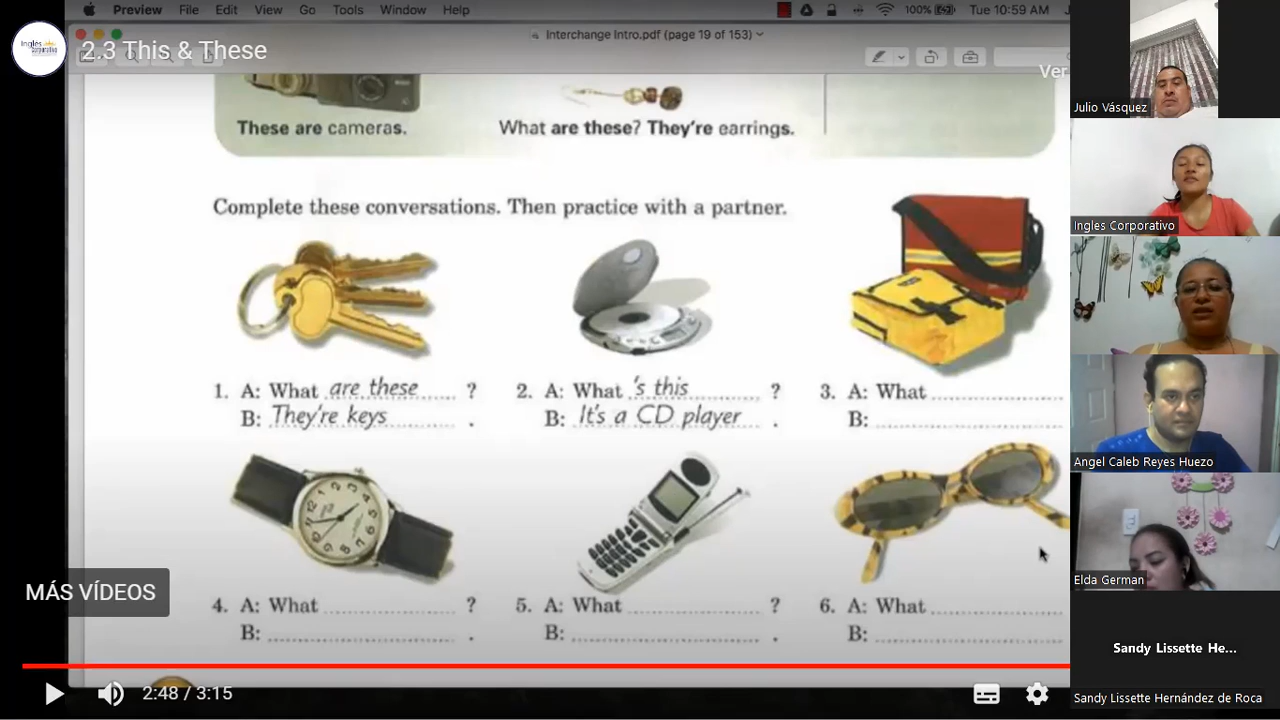 Preview File Edit View Go Tools Window Help 100% Tue 10:59 AM
Interchange Intro.pdf (page 19 of 153)
Ingles Corporativo
2.3 This & These
Ver
These are cameras.
What are these? They're earrings.
Complete these conversations. Then practice with a partner.
1. A: What are these ?
B: They're keys .
2. A: What 's this ?
B: It's a CD player .
3. A: What
B:
4. A: What ?
B: .
5. A: What ?
B: .
6. A: What
B:
MÁS VÍDEOS
2:48 / 3:15
Julio Vásquez
Ingles Corporativo
Angel Caleb Reyes Huezo
Elda German
Sandy Lissette He...
Sandy Lissette Hernández de Roca